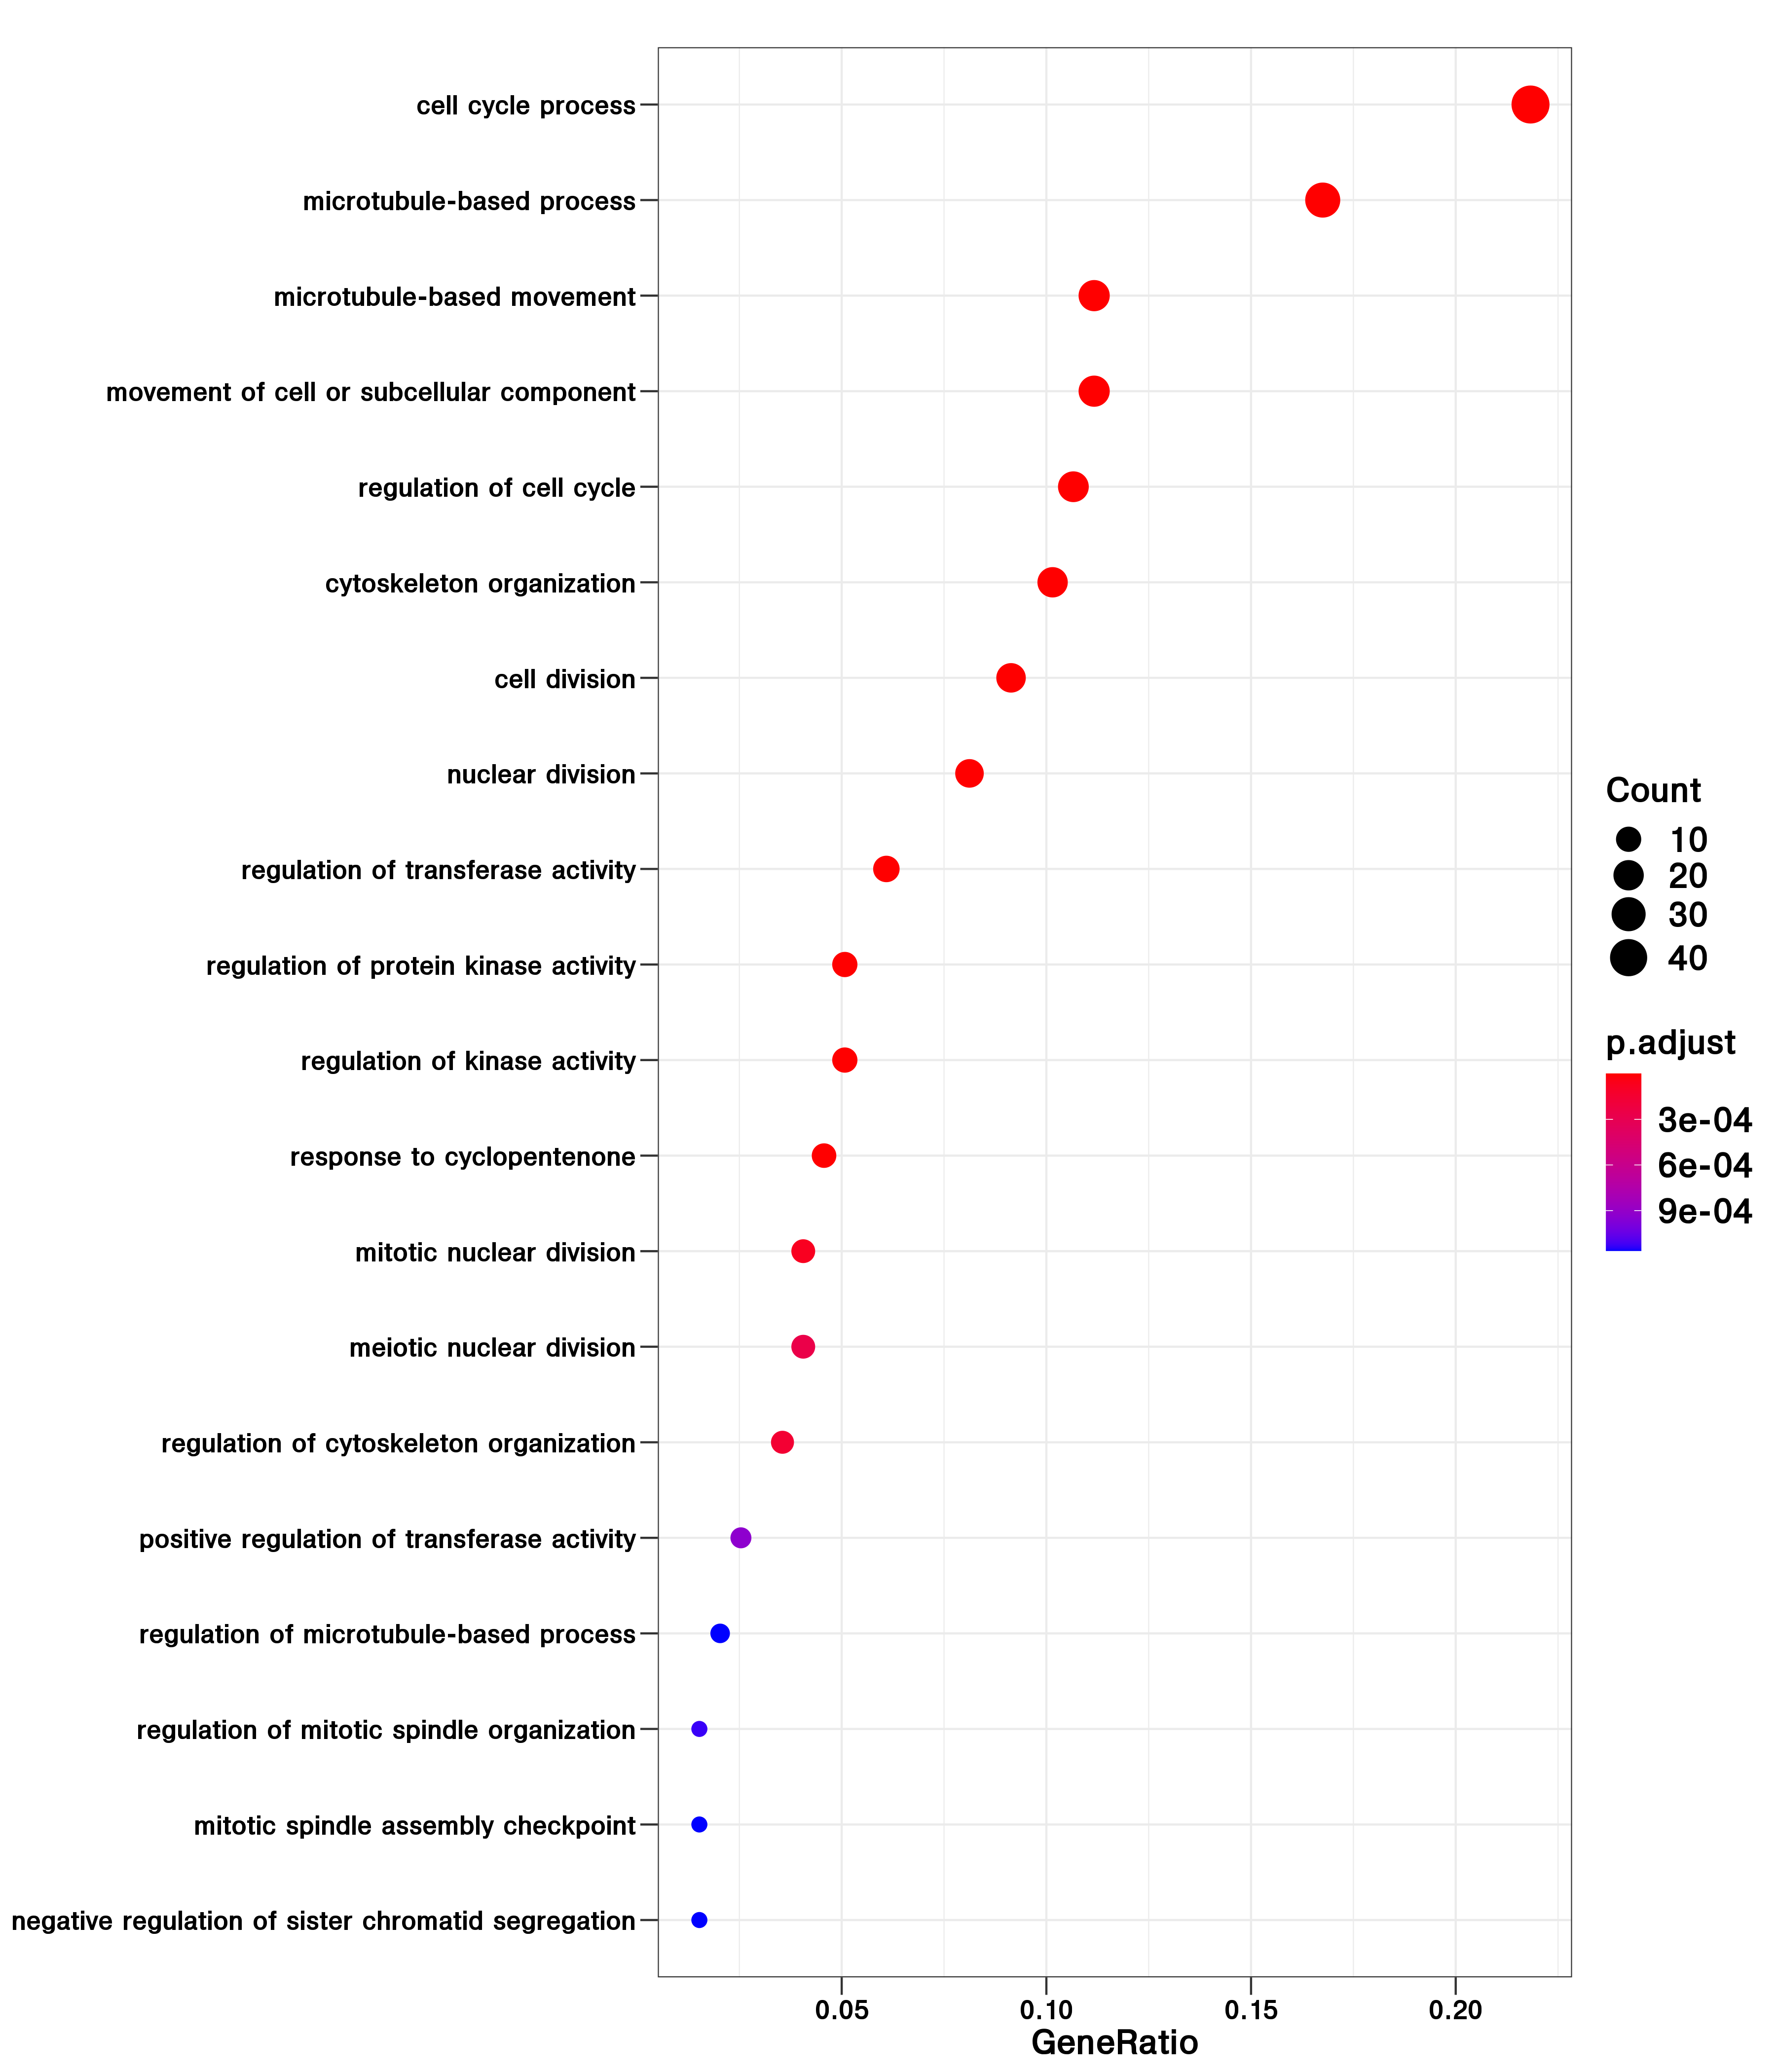 cell cycle process
microtubule-based process
microtubule-based movement
movement of cell or subcellular component
regulation of cell cycle
cytoskeleton organization
cell division
nuclear division
regulation of transferase activity
regulation of protein kinase activity
regulation of kinase activity
response to cyclopentenone
mitotic nuclear division
meiotic nuclear division
regulation of cytoskeleton organization
positive regulation of transferase activity
regulation of microtubule-based process
regulation of mitotic spindle organization
mitotic spindle assembly checkpoint
negative regulation of sister chromatid segregation
0.05 0.10 0.15 0.20
GeneRatio
Count
10
20
30
40
p.adjust
3e-04
6e-04
9e-04